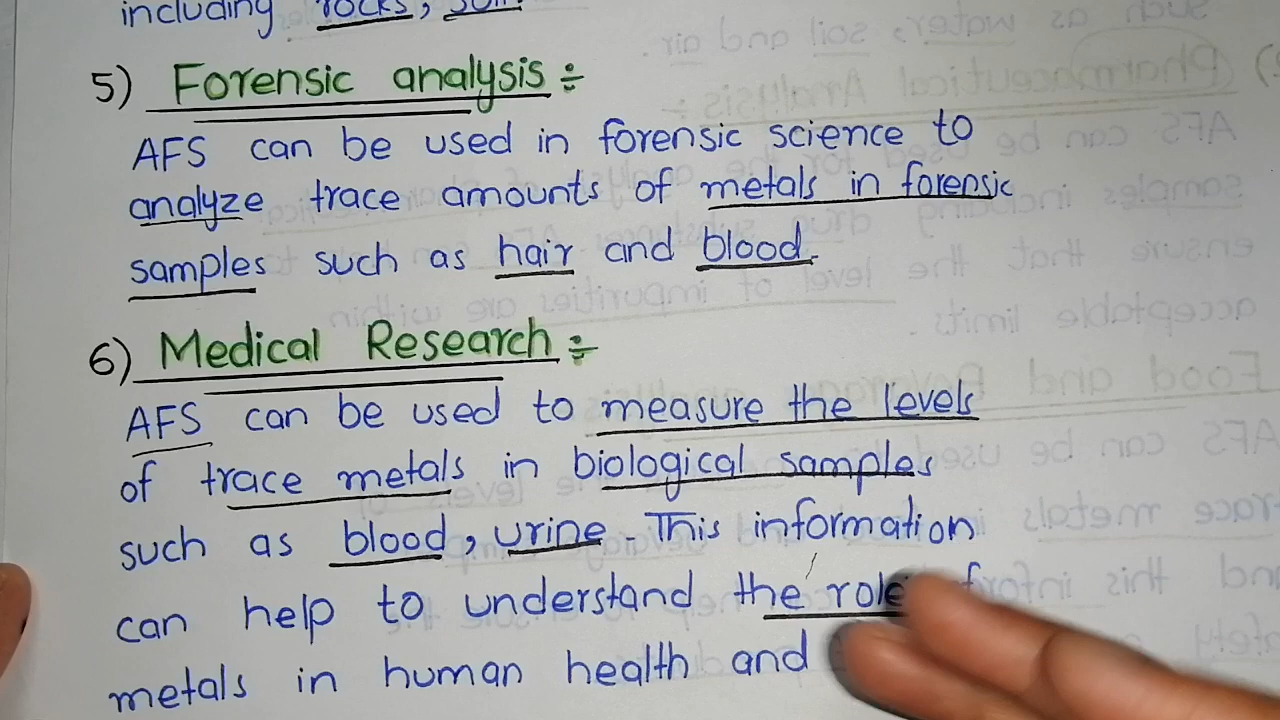 including rocks, soil
5) Forensic analysis ÷
AFS can be used in forensic science to
analyze trace amounts of metals in forensic
samples such as hair and blood.
6) Medical Research ÷
AFS can be used to measure the levels
of trace metals in biological samples
such as blood, urine. This information
can help to understand the role
metals in human health and